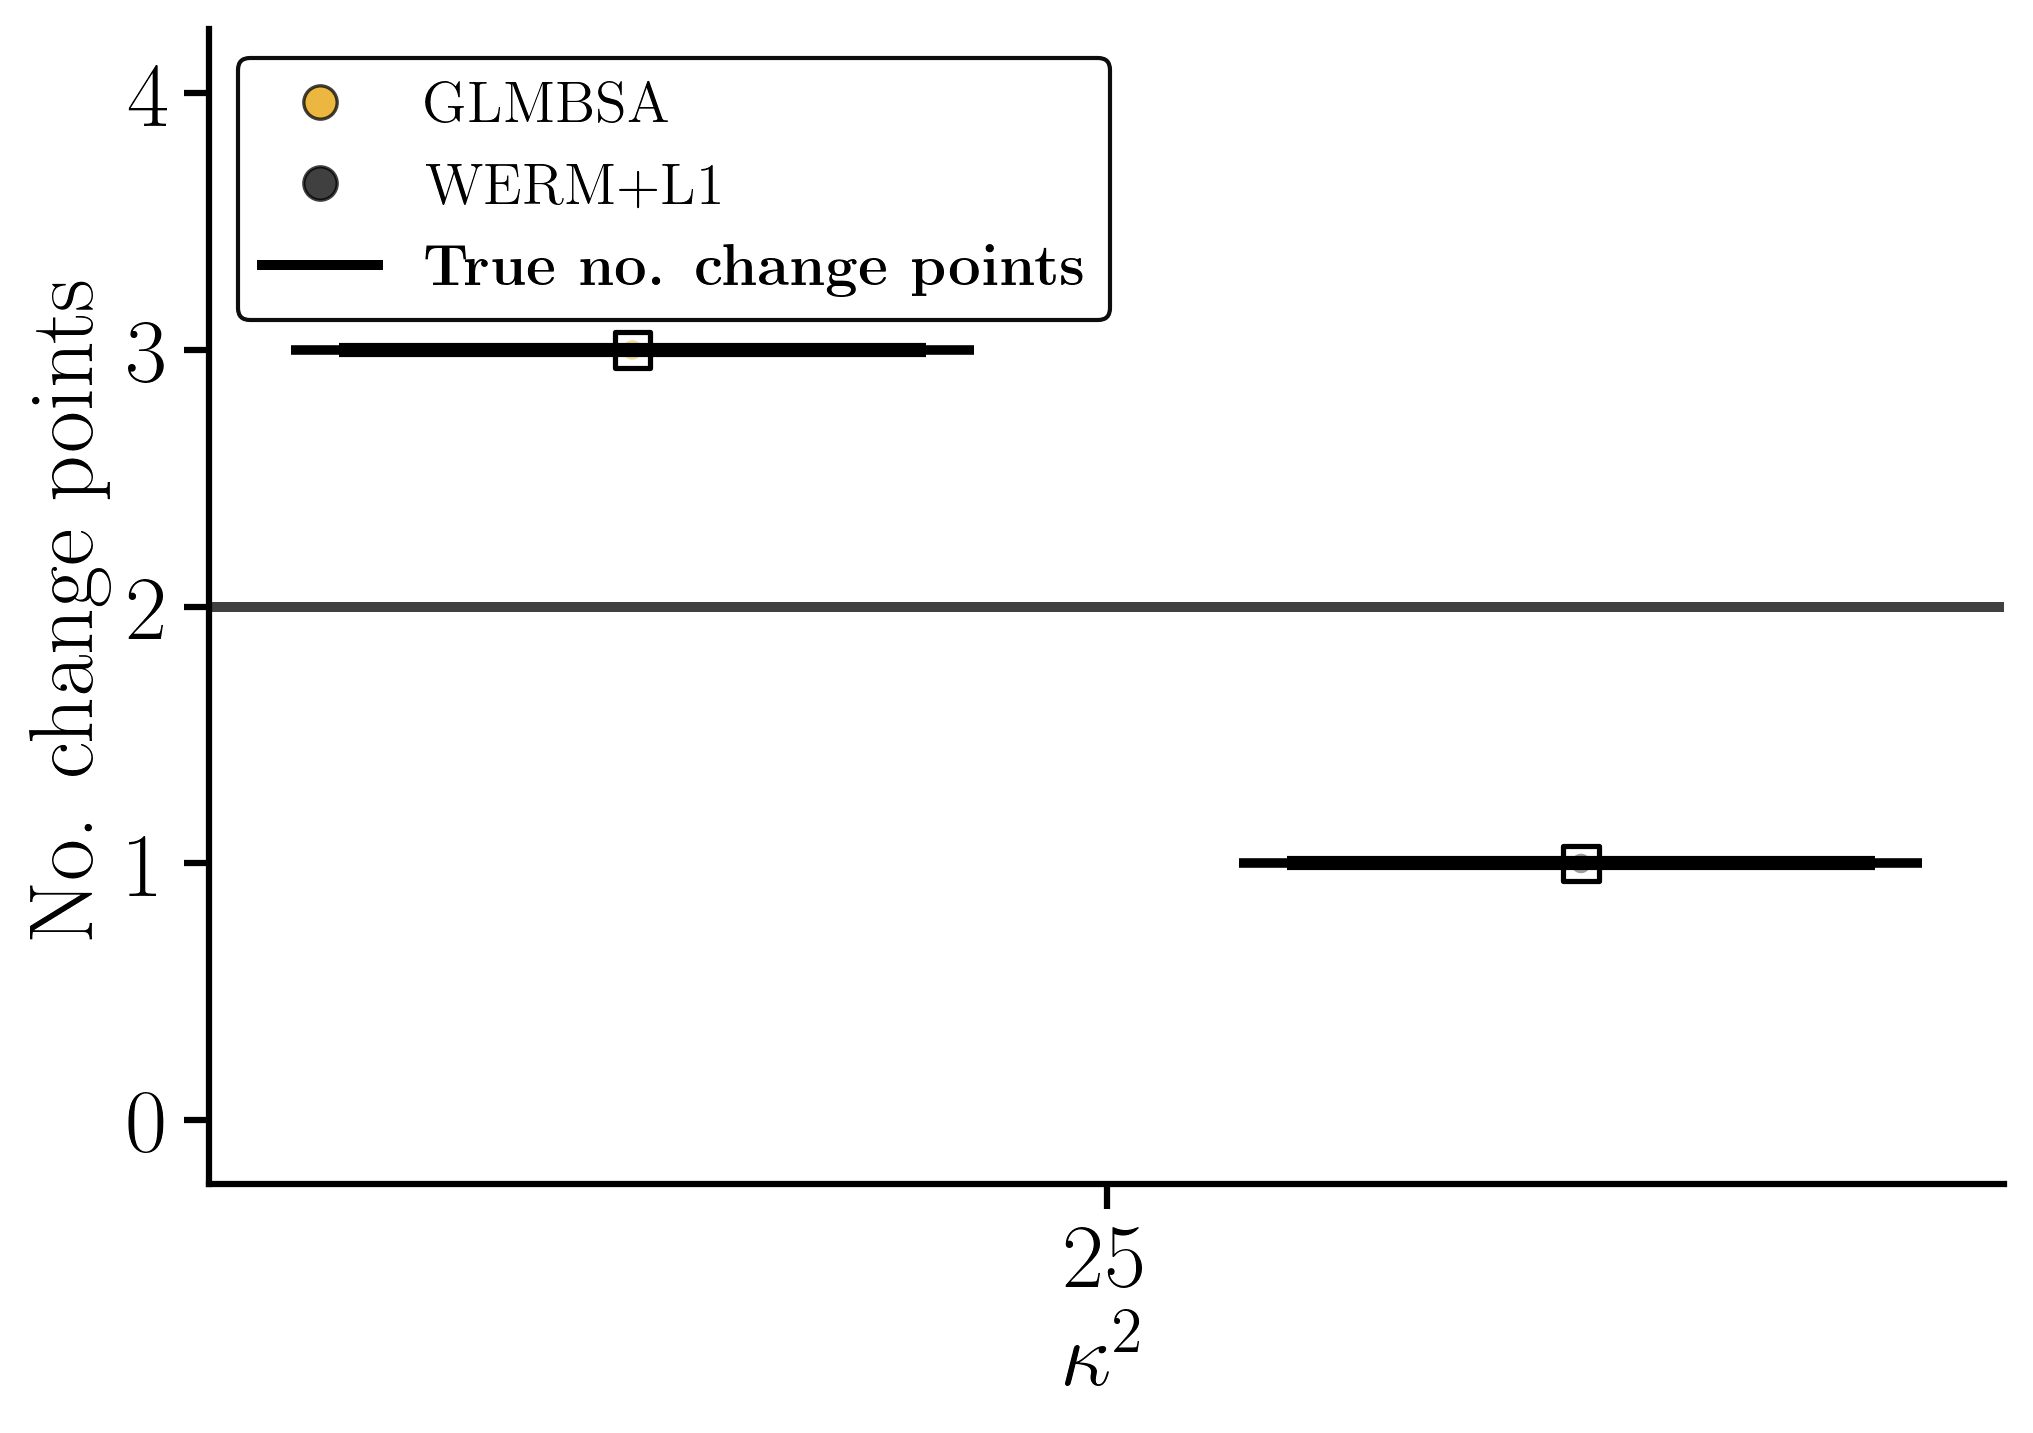 No. change points
4
3
2
1
0
GLMBSA
WERM+L1
True no. change points
25
κ²